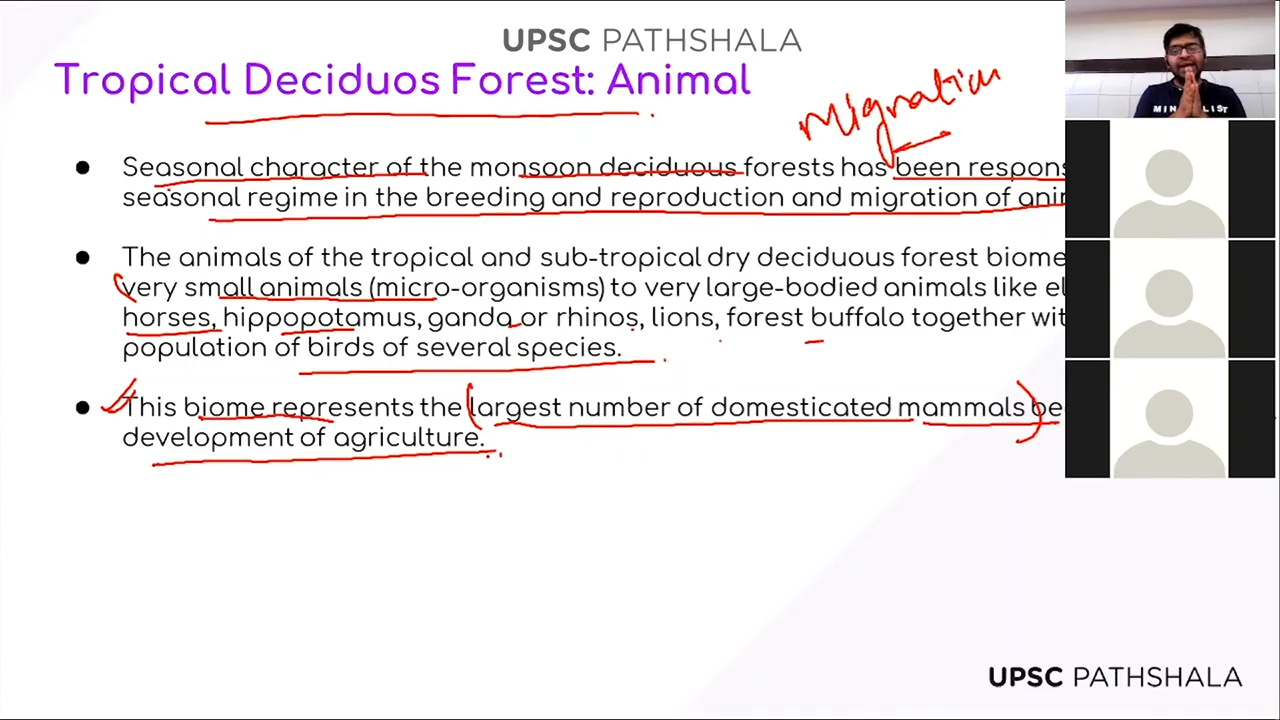 UPSC PATHSHALA
Tropical Deciduos Forest: Animal
Migration
Seasonal character of the monsoon deciduous forests has been respons
seasonal regime in the breeding and reproduction and migration of anim
The animals of the tropical and sub-tropical dry deciduous forest biome
very small animals (micro-organisms) to very large-bodied animals like el
horses, hippopotamus, ganda or rhinos, lions, forest buffalo together wit
population of birds of several species.
This biome represents the largest number of domesticated mammals be
development of agriculture.
UPSC PATHSHALA